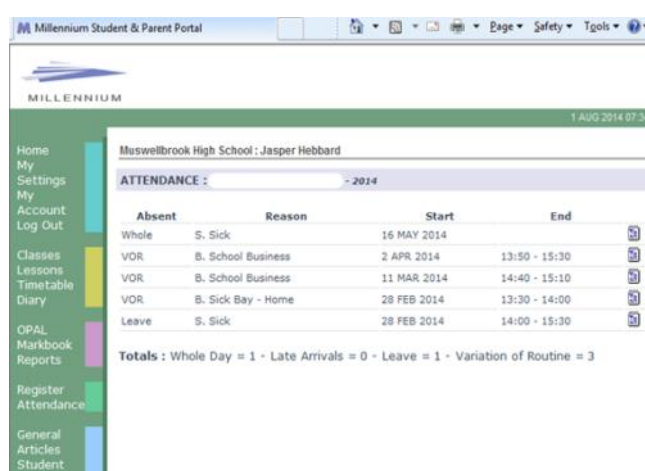 Millennium Student & Parent Portal
Page Safety Tools
MILLENNIUM
1 AUG 2014 07:3
Home
My
Settings
My
Account
Log Out
Classes
Lessons
Timetable
Diary
OPAL
Markbook
Reports
Register
Attendance
General
Articles
Student
Muswellbrook High School : Jasper Hebbard
ATTENDANCE : - 2014
Absent Reason Start End
Whole S. Sick 16 MAY 2014
VOR B. School Business 2 APR 2014 13:50 - 15:30
VOR B. School Business 11 MAR 2014 14:40 - 15:10
VOR B. Sick Bay - Home 28 FEB 2014 13:30 - 14:00
Leave S. Sick 28 FEB 2014 14:00 - 15:30
Totals : Whole Day = 1 - Late Arrivals = 0 - Leave = 1 - Variation of Routine = 3